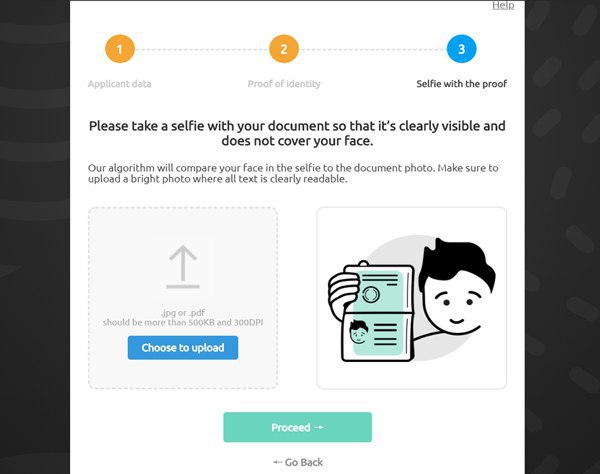 Help
1 2 3
Applicant data Proof of identity Selfie with the proof
Please take a selfie with your document so that it's clearly visible and
does not cover your face.
Our algorithm will compare your face in the selfie to the document photo. Make sure to
upload a bright photo where all text is clearly readable.
.jpg or .pdf
should be more than 500KB and 300DPI
Choose to upload
Proceed →
← Go Back